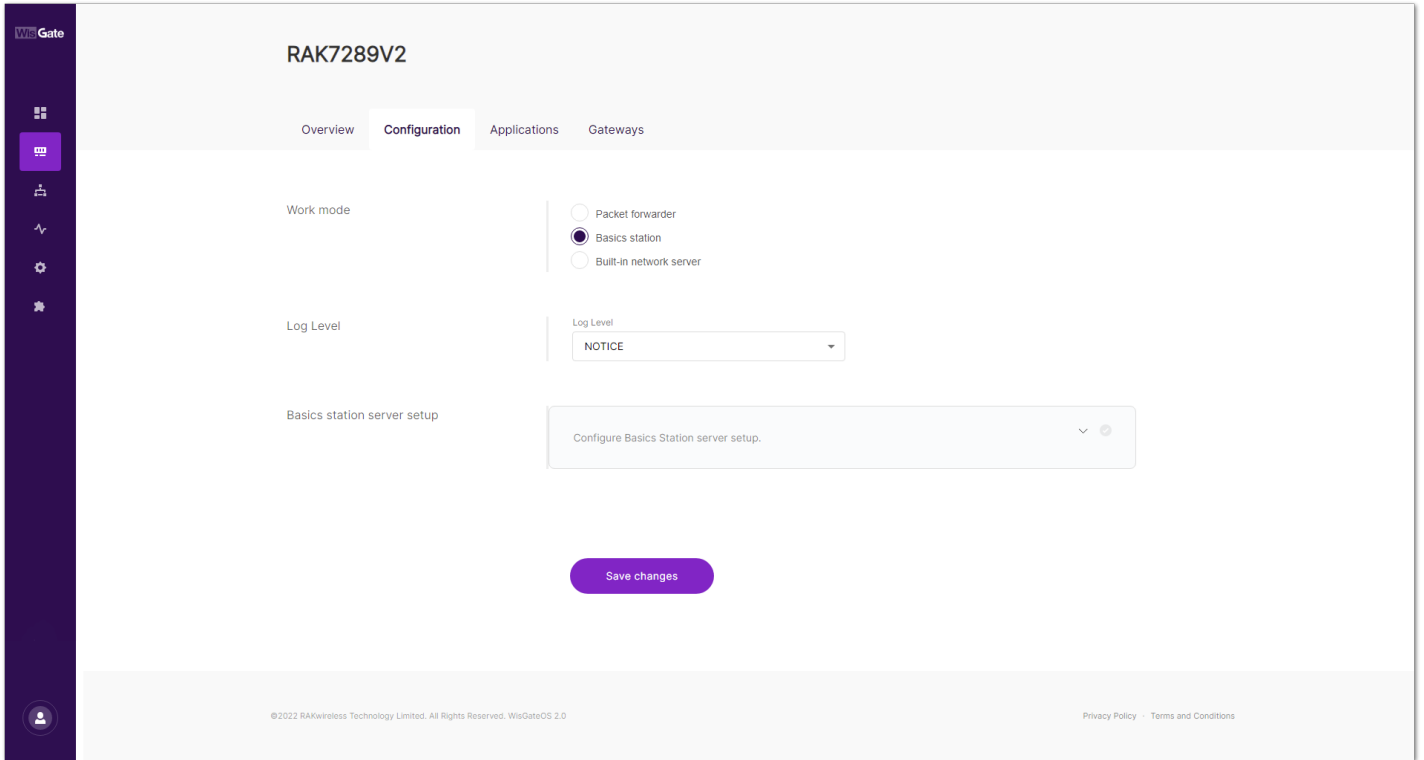 WisGate
RAK7289V2
Overview Configuration Applications Gateways
Work mode
Packet forwarder
Basics station
Built-in network server
Log Level
Log Level
NOTICE
Basics station server setup
Configure Basics Station server setup.
Save changes
©2022 RAKwireless Technology Limited. All Rights Reserved. WisGateOS 2.0
Privacy Policy · Terms and Conditions